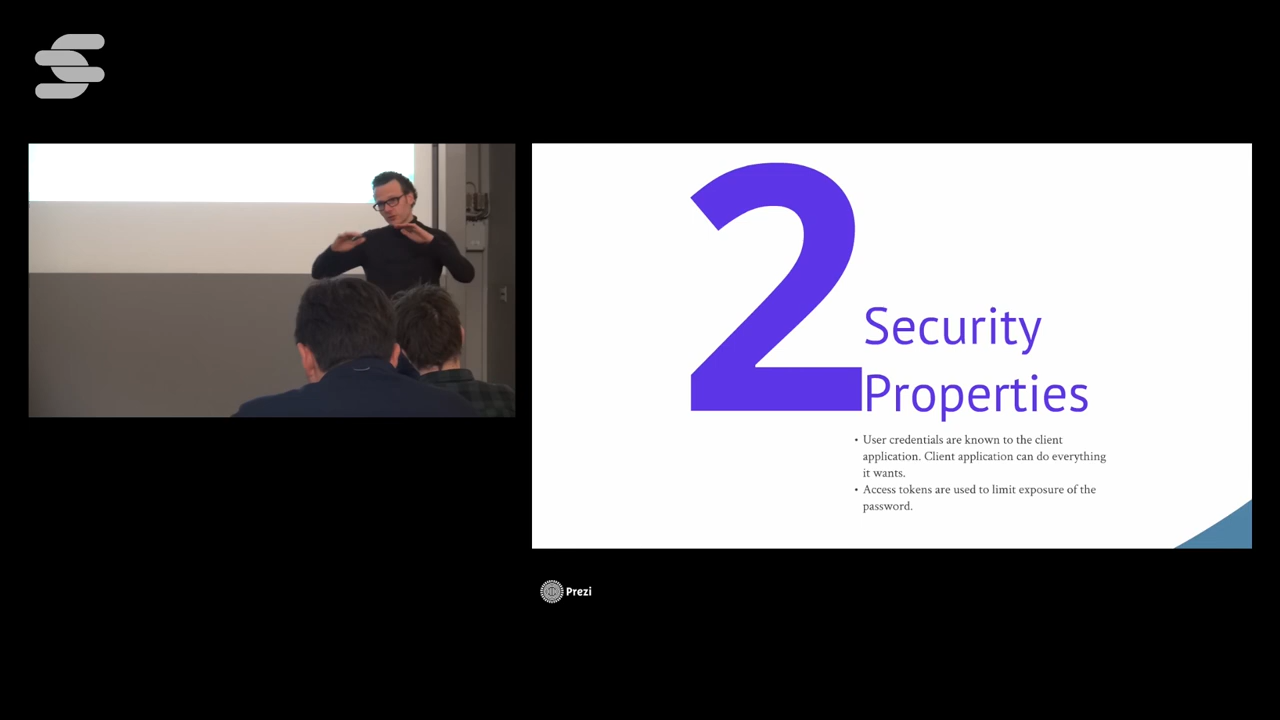 2
Security
Properties
• User credentials are known to the client
application. Client application can do everything
it wants.
• Access tokens are used to limit exposure of the
password.
Prezi